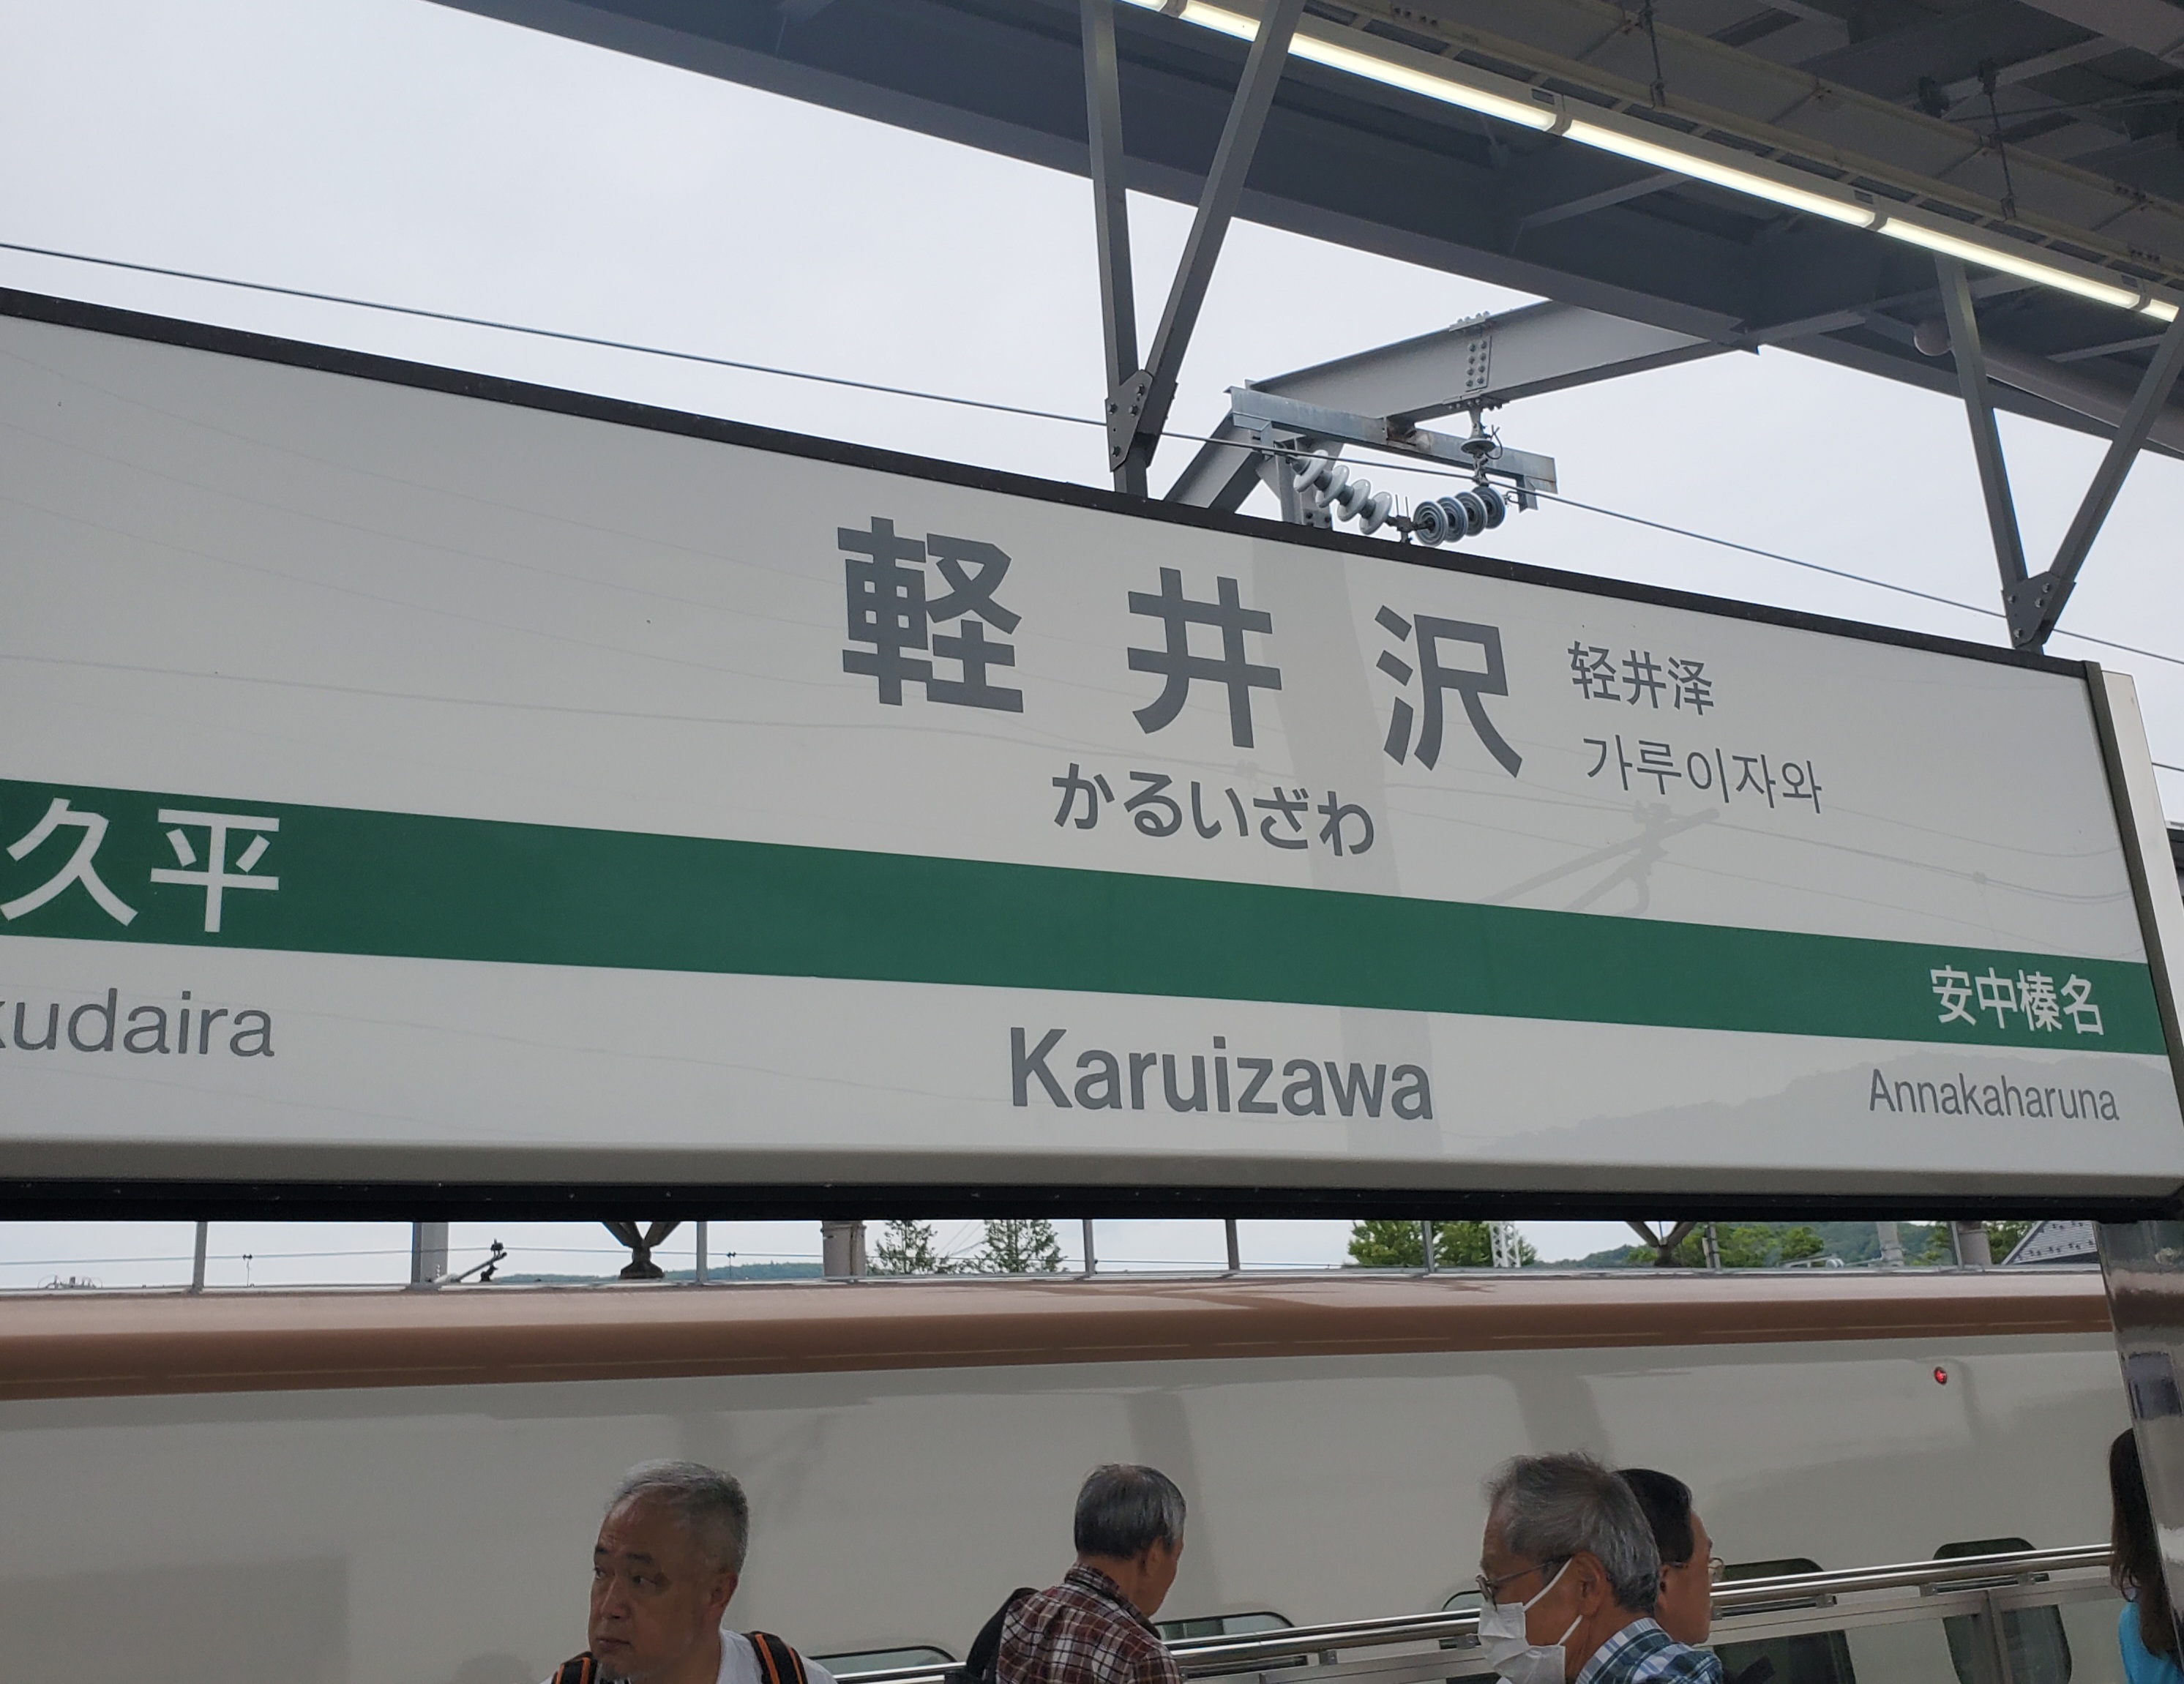 軽井沢
轻井泽
가루이자와
かるいざわ
久平
安中榛名
kudaira
Karuizawa
Annakaharuna